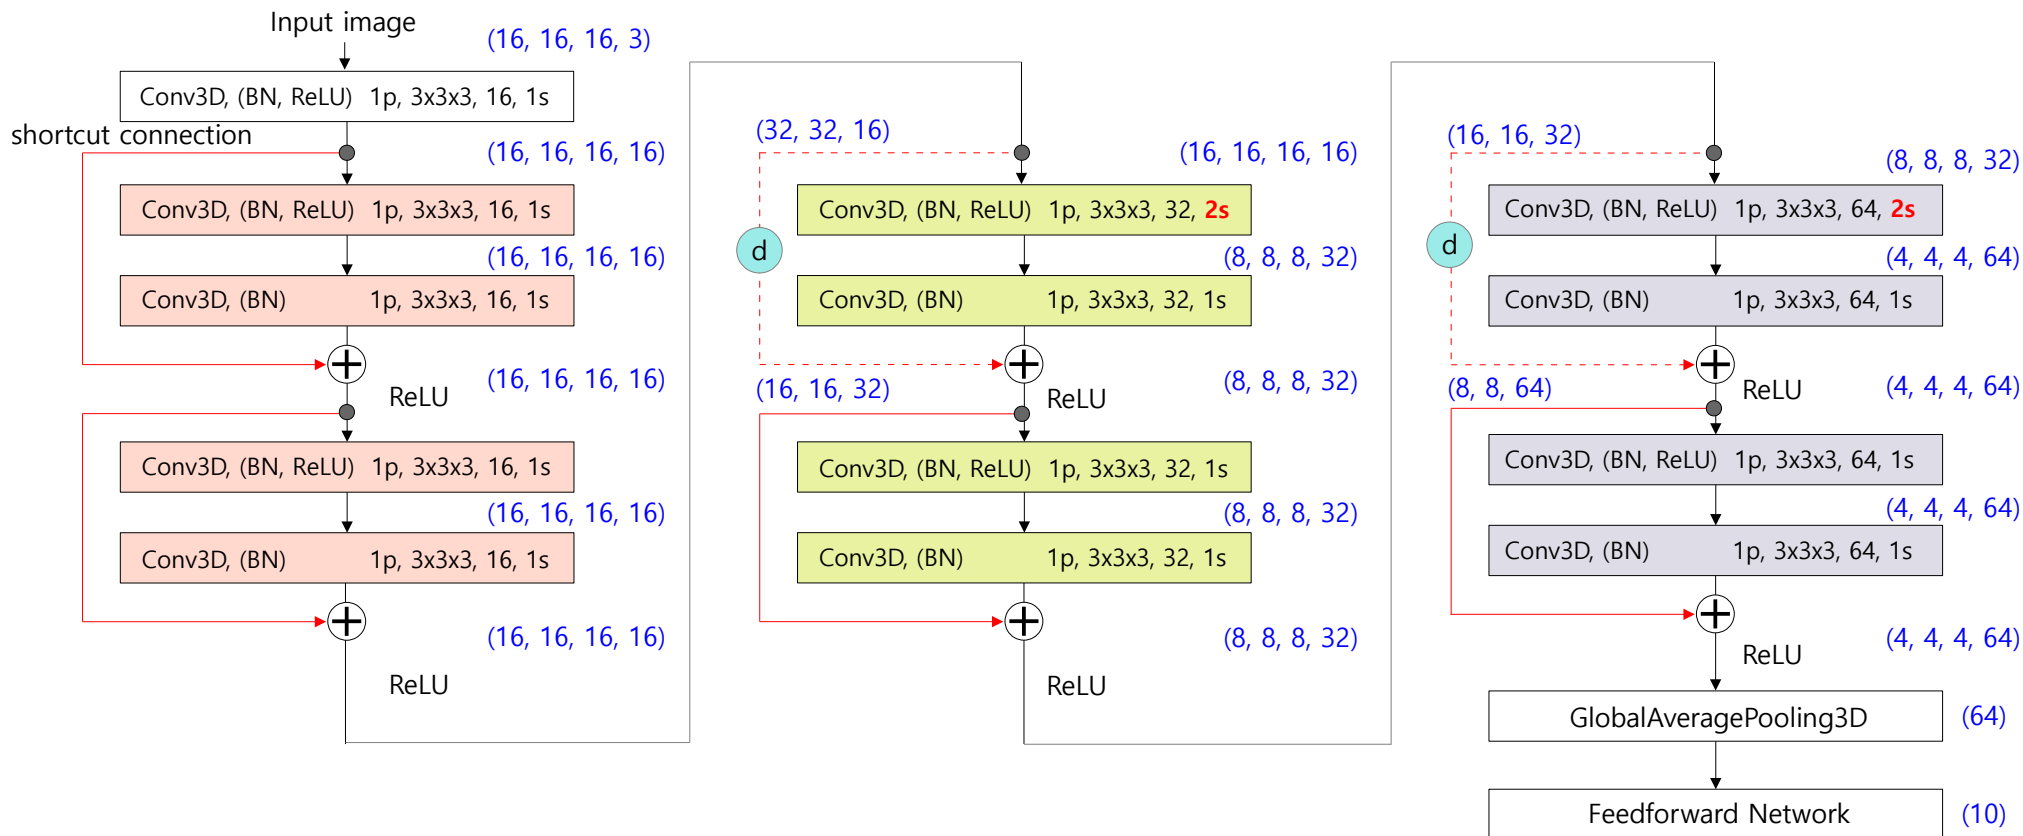 Input image
(16, 16, 16, 3)
Conv3D, (BN, ReLU) 1p, 3x3x3, 16, 1s
shortcut connection
(16, 16, 16, 16)
Conv3D, (BN, ReLU) 1p, 3x3x3, 16, 1s
(16, 16, 16, 16)
Conv3D, (BN) 1p, 3x3x3, 16, 1s
(16, 16, 16, 16)
ReLU
Conv3D, (BN, ReLU) 1p, 3x3x3, 16, 1s
(16, 16, 16, 16)
Conv3D, (BN) 1p, 3x3x3, 16, 1s
(16, 16, 16, 16)
ReLU
(32, 32, 16)
(16, 16, 16, 16)
Conv3D, (BN, ReLU) 1p, 3x3x3, 32, 2s
d
(8, 8, 8, 32)
Conv3D, (BN) 1p, 3x3x3, 32, 1s
(16, 16, 32)
(8, 8, 8, 32)
ReLU
Conv3D, (BN, ReLU) 1p, 3x3x3, 32, 1s
(8, 8, 8, 32)
Conv3D, (BN) 1p, 3x3x3, 32, 1s
(8, 8, 8, 32)
ReLU
(16, 16, 32)
(8, 8, 8, 32)
Conv3D, (BN, ReLU) 1p, 3x3x3, 64, 2s
d
(4, 4, 4, 64)
Conv3D, (BN) 1p, 3x3x3, 64, 1s
(8, 8, 64)
ReLU
(4, 4, 4, 64)
Conv3D, (BN, ReLU) 1p, 3x3x3, 64, 1s
(4, 4, 4, 64)
Conv3D, (BN) 1p, 3x3x3, 64, 1s
(4, 4, 4, 64)
ReLU
GlobalAveragePooling3D
(64)
Feedforward Network
(10)